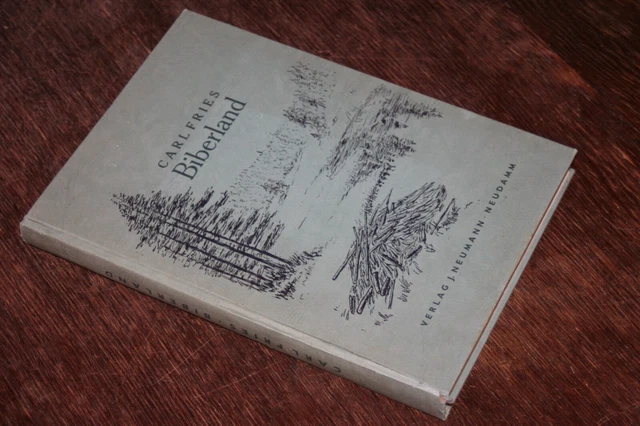 CARL FRIES
Biberland
VERLAG J. NEUMANN NEUDAMM
CARL FRIES BIBERLAND